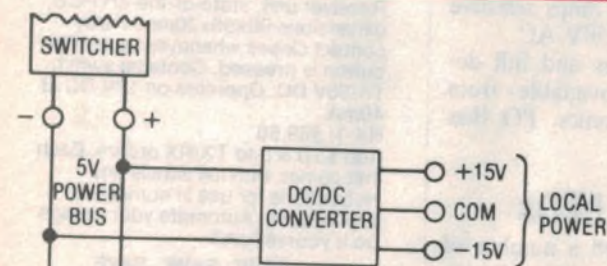 SWITCHER
− +
5V
POWER
BUS
DC/DC
CONVERTER
+15V
COM
−15V
LOCAL
POWER